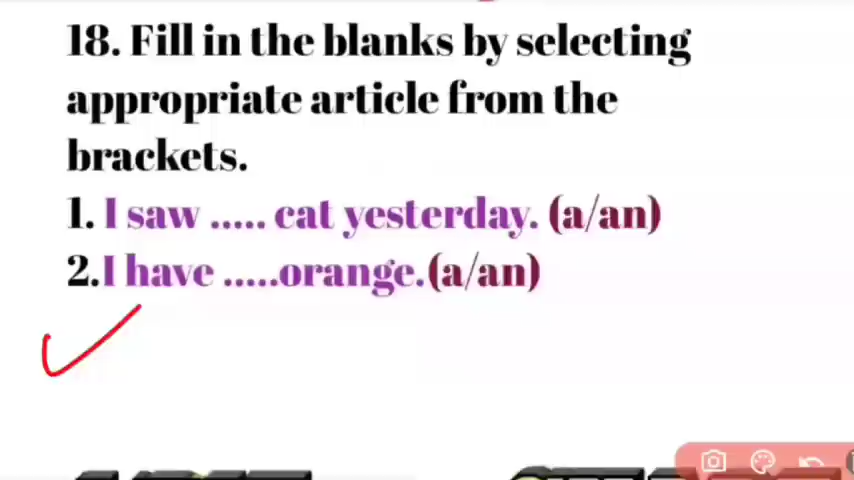 18. Fill in the blanks by selecting
appropriate article from the
brackets.
1. I saw ..... cat yesterday. (a/an)
2.I have .....orange.(a/an)